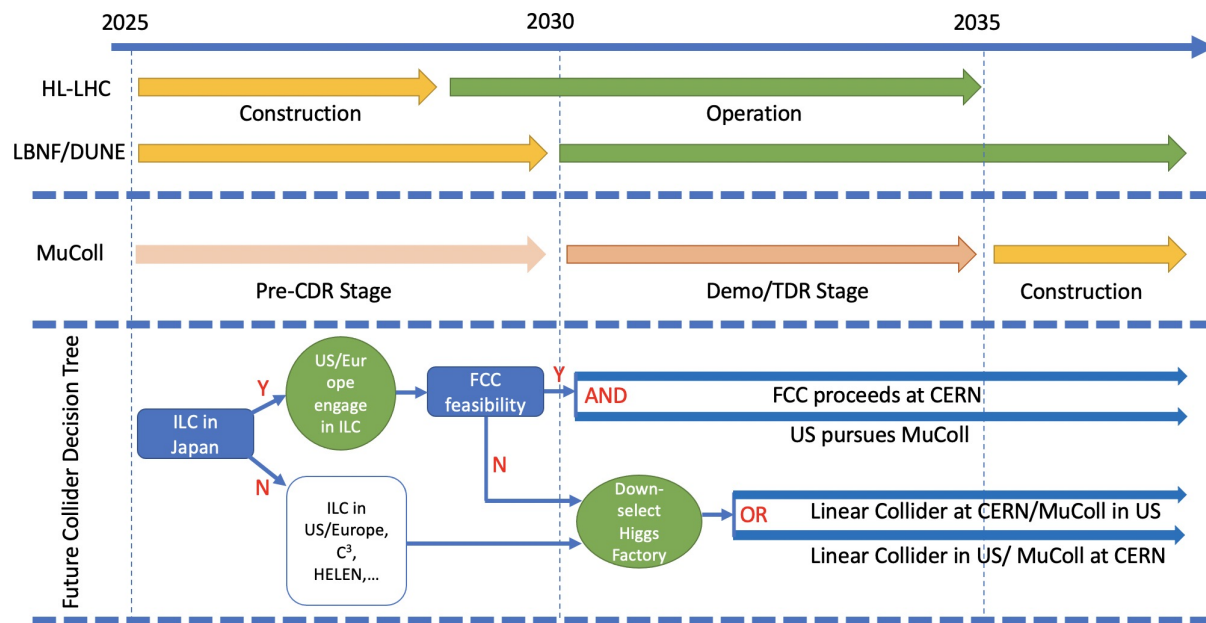 2025
2030
2035
HL-LHC
Construction
Operation
LBNF/DUNE
MuColl
Pre-CDR Stage
Demo/TDR Stage
Construction
Future Collider Decision Tree
ILC in
Japan
Y
N
US/Eur
ope
engage
in ILC
FCC
feasibility
Y
N
AND
FCC proceeds at CERN
US pursues MuColl
ILC in
US/Europe,
C³,
HELEN,...
Down-
select
Higgs
Factory
OR
Linear Collider at CERN/MuColl in US
Linear Collider in US/ MuColl at CERN